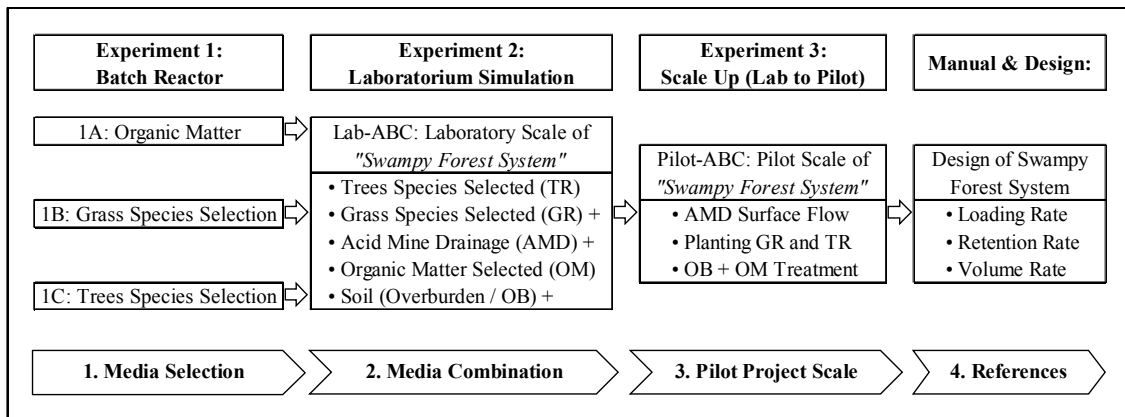 Experiment 1:
Batch Reactor
Experiment 2:
Laboratorium Simulation
Experiment 3:
Scale Up (Lab to Pilot)
Manual & Design:
1A: Organic Matter
1B: Grass Species Selection
1C: Trees Species Selection
Lab-ABC: Laboratory Scale of
"Swampy Forest System"
• Trees Species Selected (TR)
• Grass Species Selected (GR) +
• Acid Mine Drainage (AMD) +
• Organic Matter Selected (OM)
• Soil (Overburden / OB) +
Pilot-ABC: Pilot Scale of
"Swampy Forest System"
• AMD Surface Flow
• Planting GR and TR
• OB + OM Treatment
Design of Swampy
Forest System
• Loading Rate
• Retention Rate
• Volume Rate
1. Media Selection
2. Media Combination
3. Pilot Project Scale
4. References